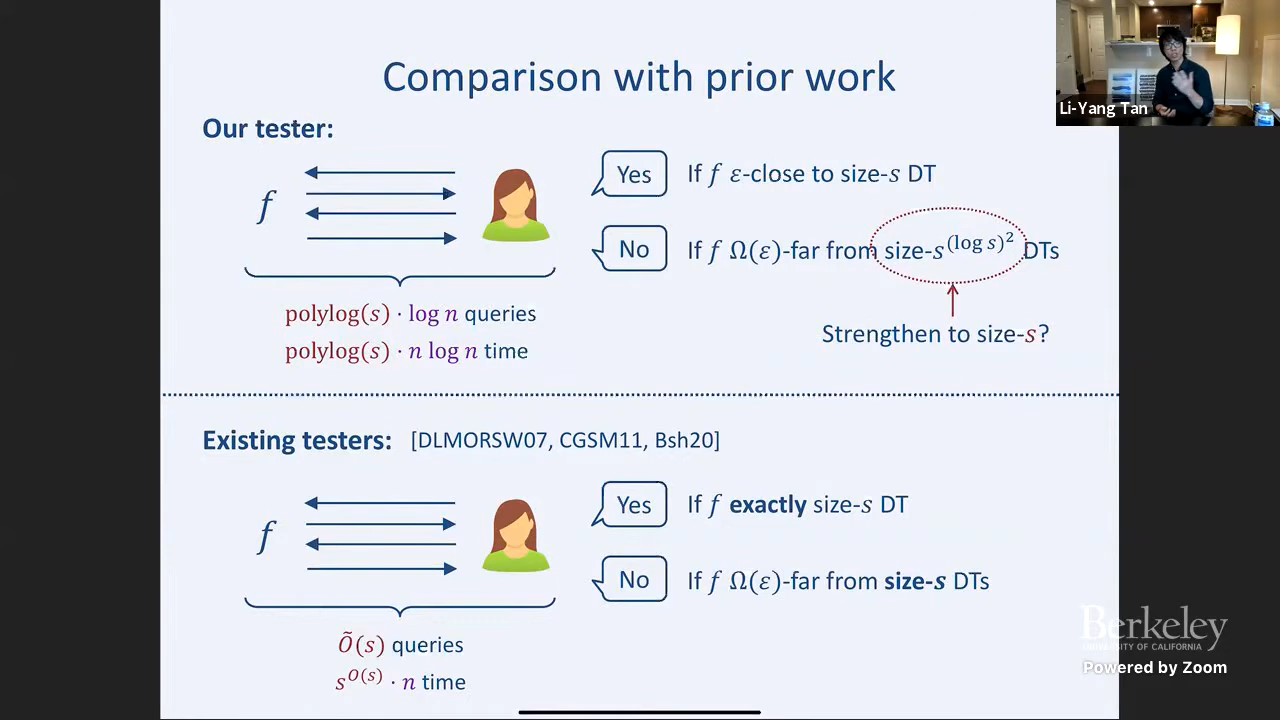 Comparison with prior work
Li-Yang Tan
Our tester:
f
Yes
If f ε-close to size-s DT
No
If f Ω(ε)-far from size-s^(log s)² DTs
polylog(s) · log n queries
polylog(s) · n log n time
Strengthen to size-s?
Existing testers: [DLMORSW07, CGSM11, Bsh20]
f
Yes
If f exactly size-s DT
No
If f Ω(ε)-far from size-s DTs
Õ(s) queries
s^O(s) · n time
Berkeley
UNIVERSITY OF CALIFORNIA
Powered by Zoom